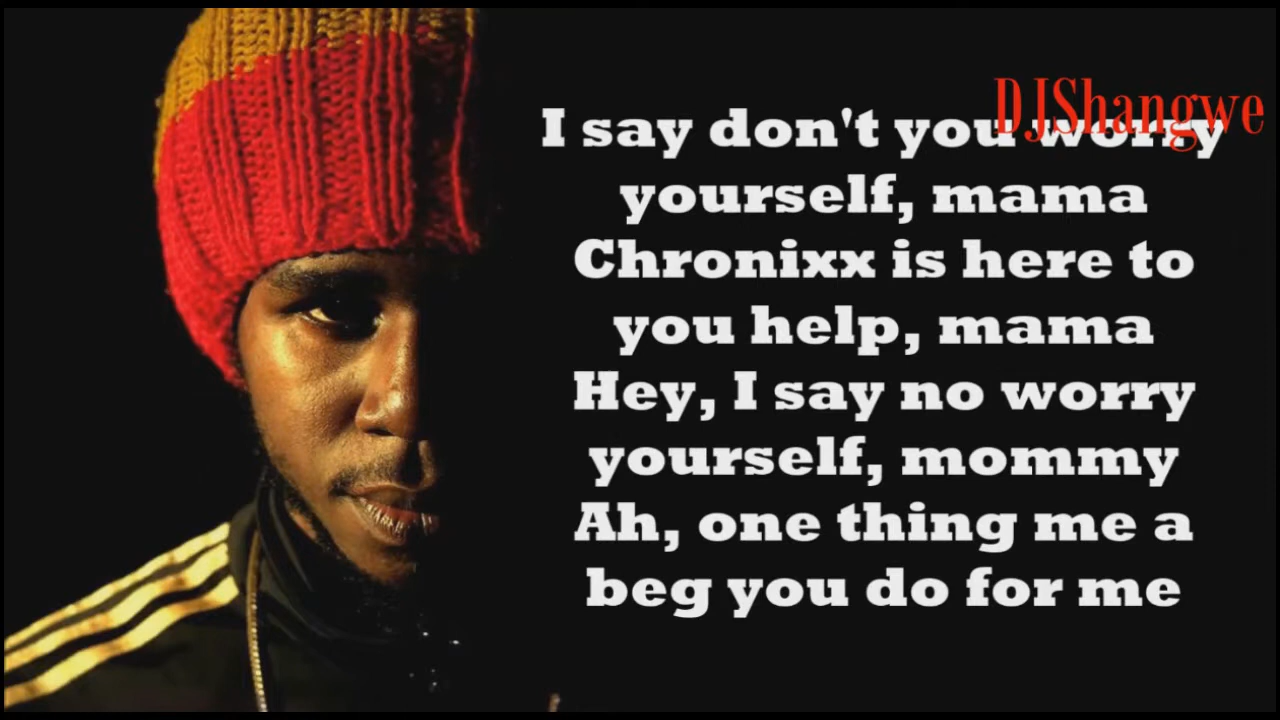 DJShangwe
I say don't you worry
yourself, mama
Chronixx is here to
you help, mama
Hey, I say no worry
yourself, mommy
Ah, one thing me a
beg you do for me